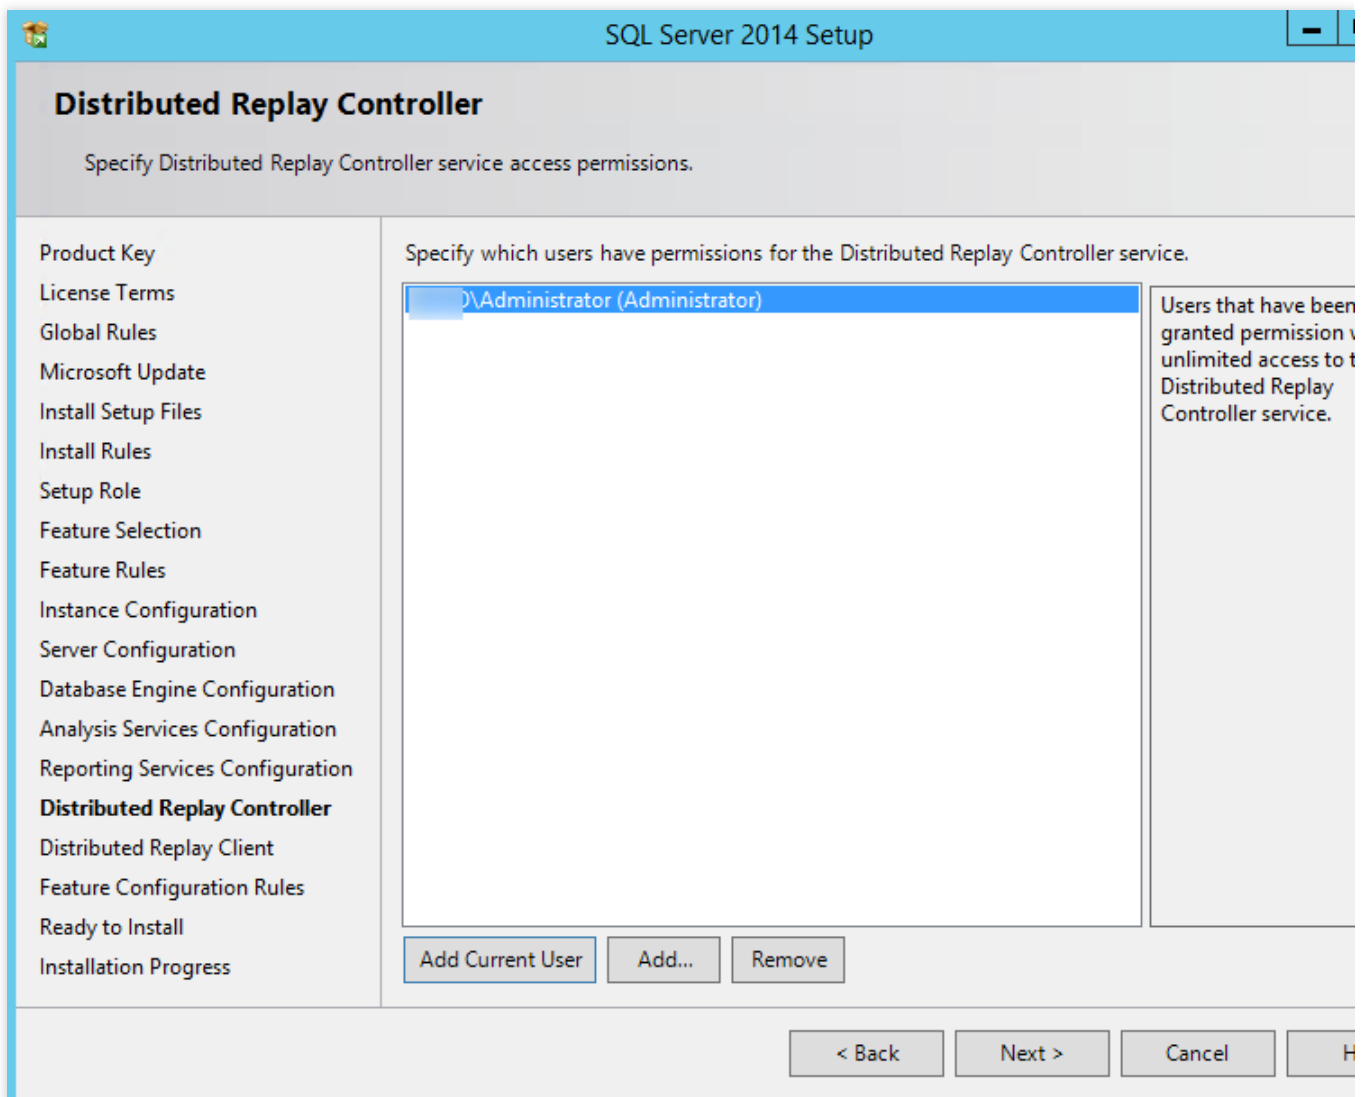 SQL Server 2014 Setup
Distributed Replay Controller
Specify Distributed Replay Controller service access permissions.
Product Key
License Terms
Global Rules
Microsoft Update
Install Setup Files
Install Rules
Setup Role
Feature Selection
Feature Rules
Instance Configuration
Server Configuration
Database Engine Configuration
Analysis Services Configuration
Reporting Services Configuration
Distributed Replay Controller
Distributed Replay Client
Feature Configuration Rules
Ready to Install
Installation Progress
Specify which users have permissions for the Distributed Replay Controller service.
\Administrator (Administrator)
Users that have been
granted permission
unlimited access to
Distributed Replay
Controller service.
Add Current User
Add...
Remove
< Back
Next >
Cancel